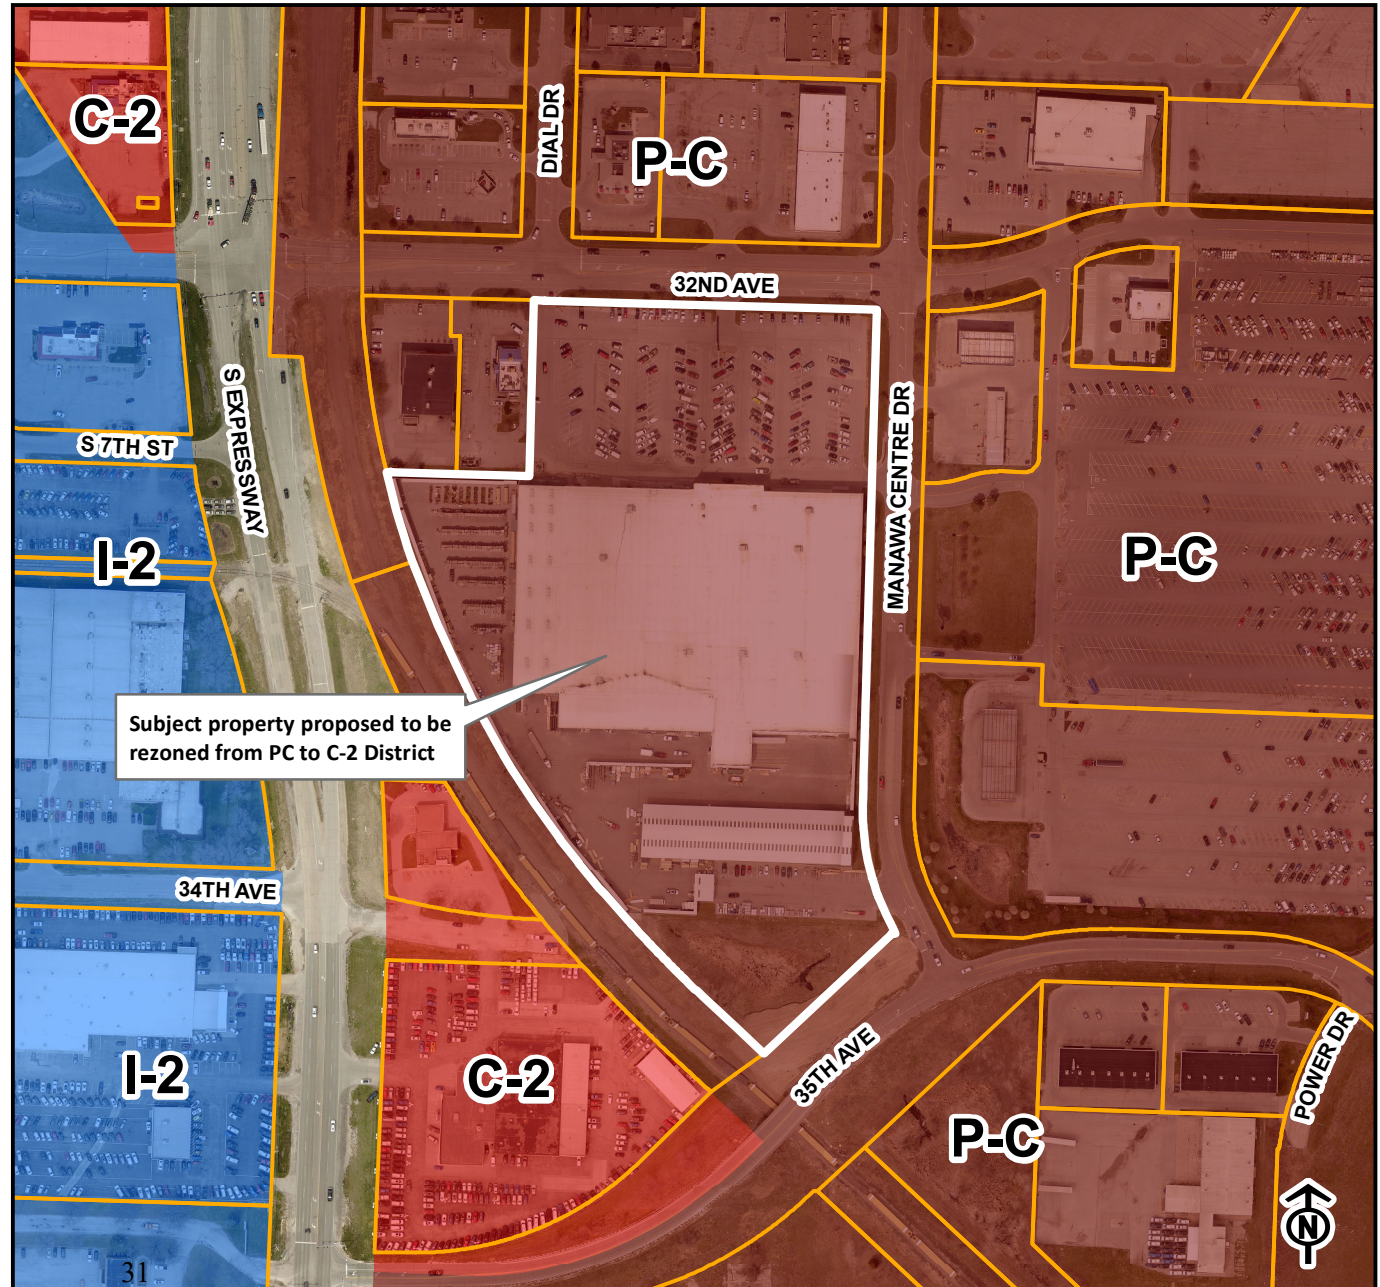 C-2
DIAL DR
P-C
32ND AVE
S EXPRESSWAY
MANAWA CENTRE DR
S 7TH ST
I-2
P-C
Subject property proposed to be
rezoned from PC to C-2 District
34TH AVE
I-2
C-2
35TH AVE
POWER DR
P-C
N
31